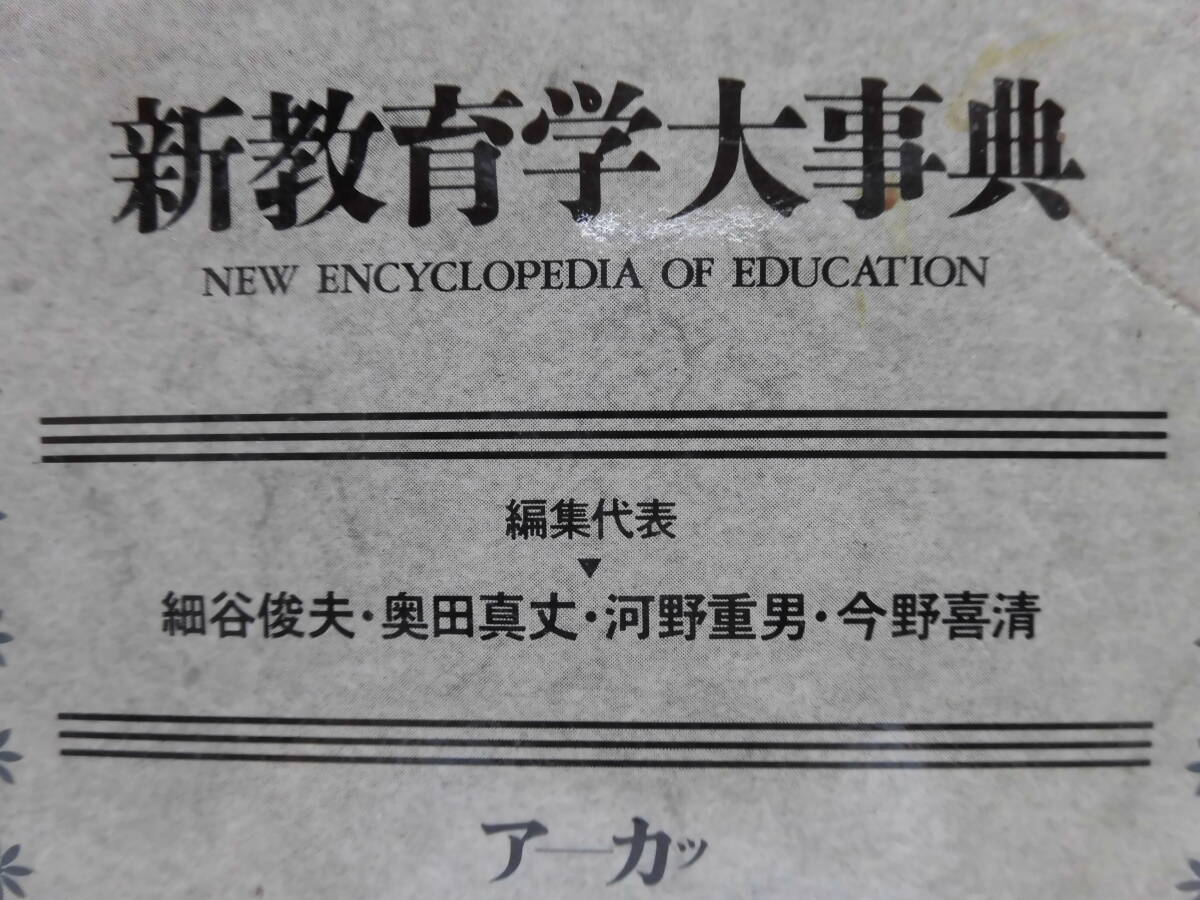 新教育学大事典
NEW ENCYCLOPEDIA OF EDUCATION
編集代表
▼
細谷俊夫・奥田真丈・河野重男・今野喜清
ア―カッ